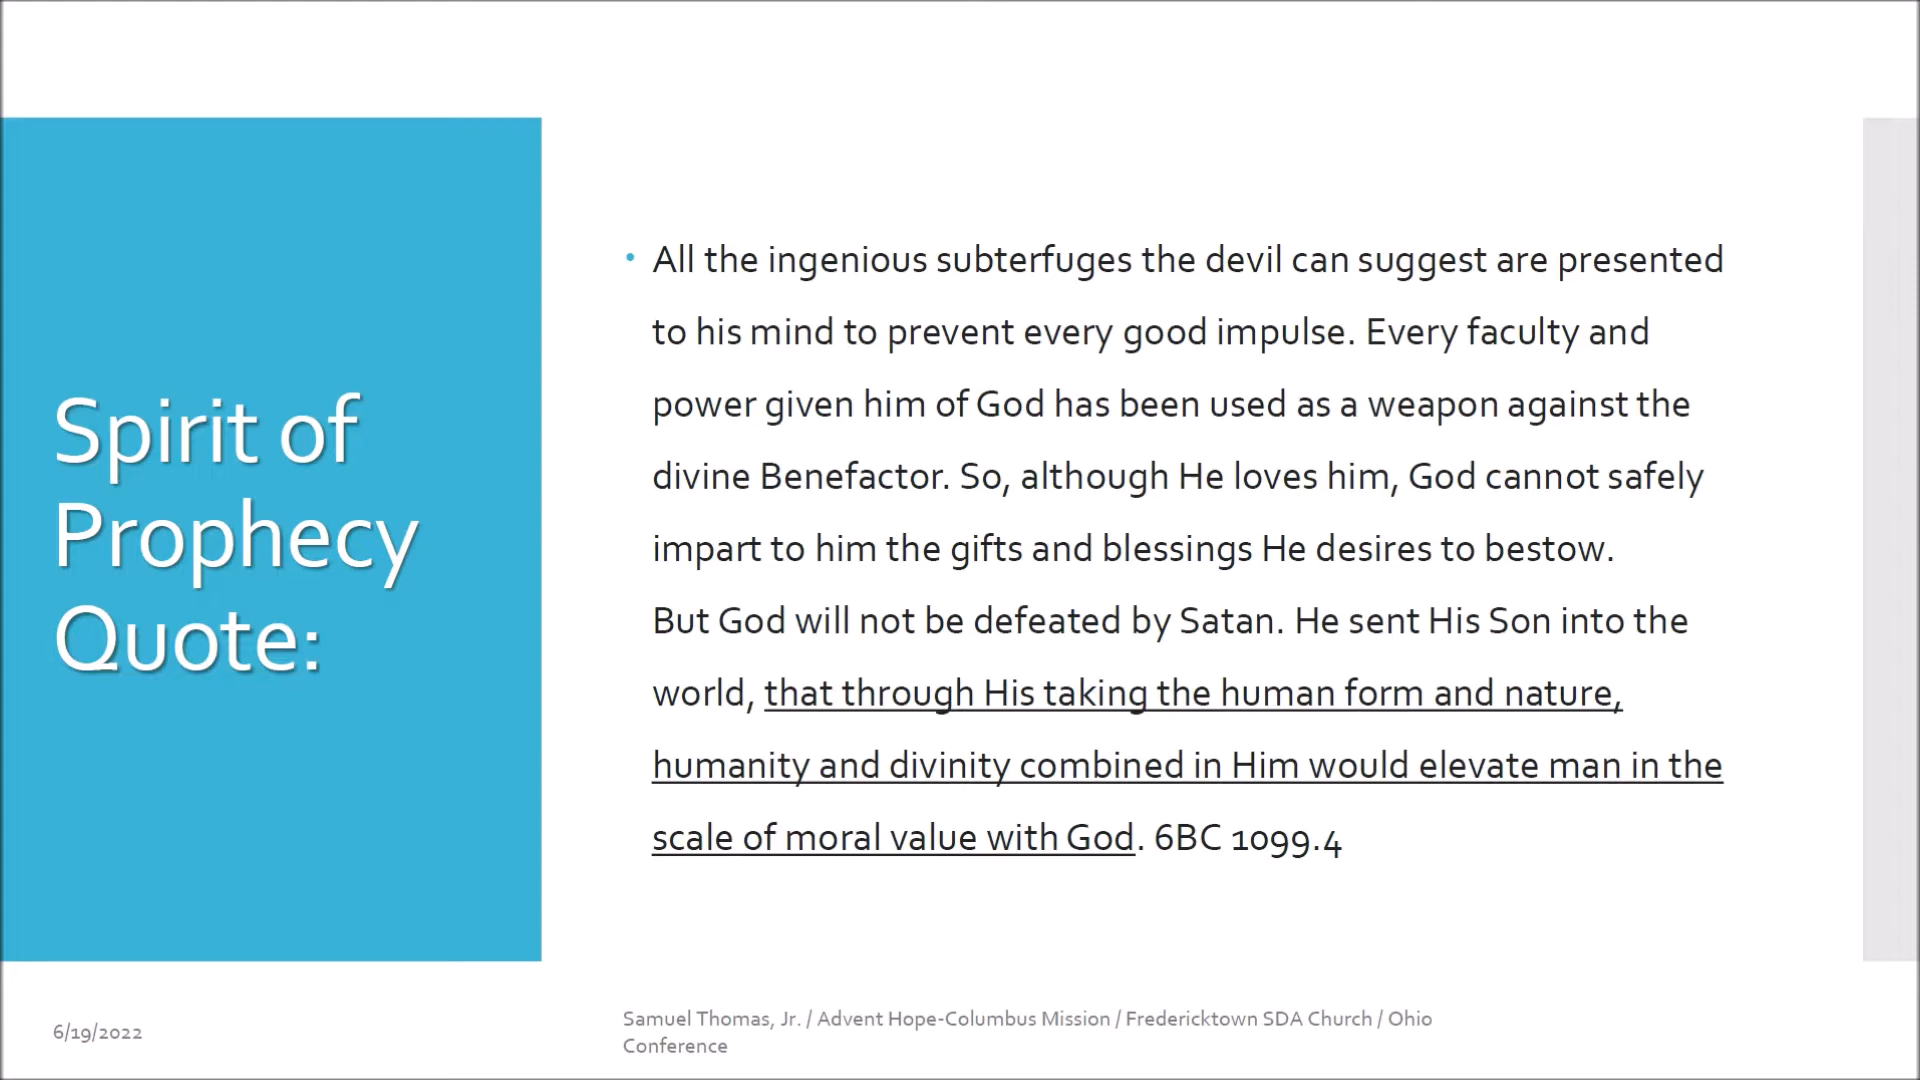 Spirit of
Prophecy
Quote:
• All the ingenious subterfuges the devil can suggest are presented
to his mind to prevent every good impulse. Every faculty and
power given him of God has been used as a weapon against the
divine Benefactor. So, although He loves him, God cannot safely
impart to him the gifts and blessings He desires to bestow.
But God will not be defeated by Satan. He sent His Son into the
world, that through His taking the human form and nature,
humanity and divinity combined in Him would elevate man in the
scale of moral value with God. 6BC 1099.4
6/19/2022
Samuel Thomas, Jr. / Advent Hope-Columbus Mission / Fredericktown SDA Church / Ohio
Conference